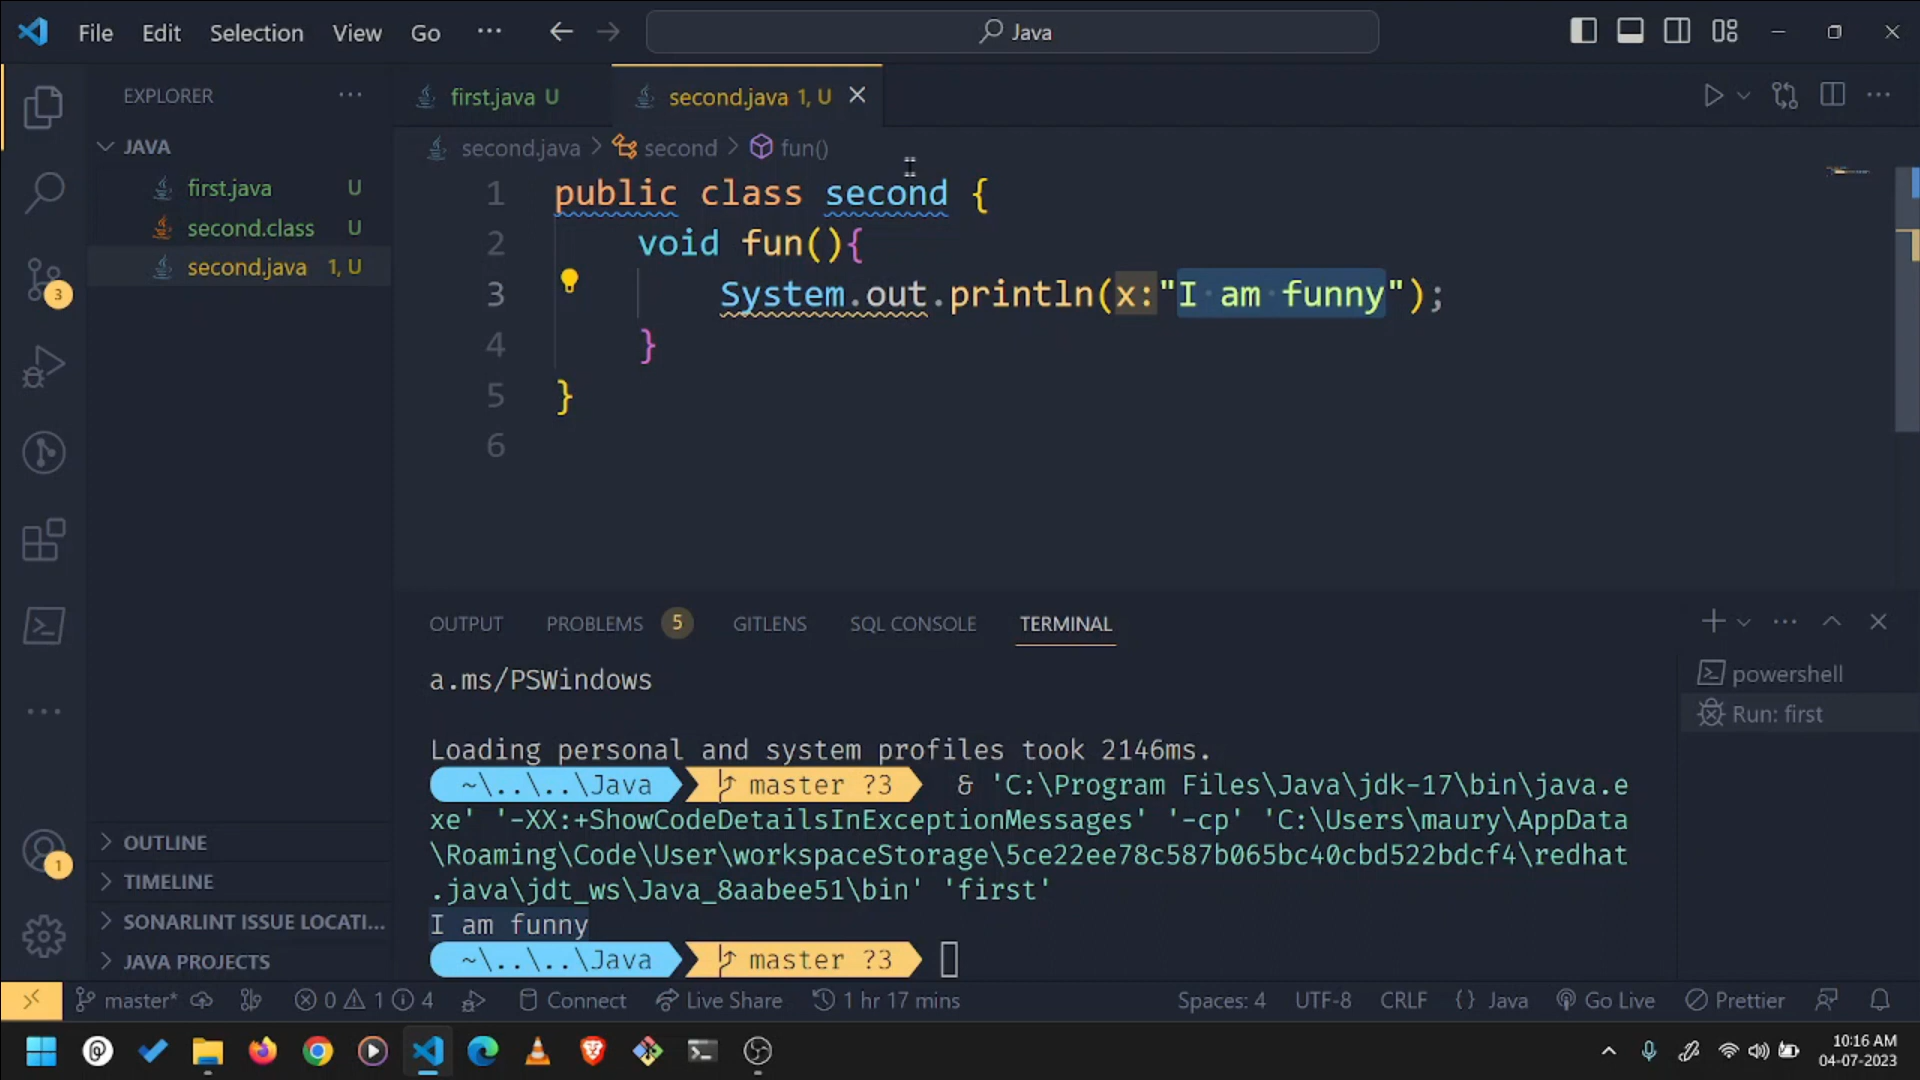 File Edit Selection View Go ··· Java
EXPLORER ···
JAVA
first.java U
second.class U
second.java 1, U
OUTLINE
TIMELINE
SONARLINT ISSUE LOCATI...
JAVA PROJECTS
3
1
first.java U second.java 1, U
second.java > second > fun()
1 public class second {
2 void fun(){
3 System.out.println(x:"I am funny");
4 }
5 }
6
OUTPUT PROBLEMS 5 GITLENS SQL CONSOLE TERMINAL
a.ms/PSWindows
Loading personal and system profiles took 2146ms.
~\..\..\Java master ?3 & 'C:\Program Files\Java\jdk-17\bin\java.e
xe' '-XX:+ShowCodeDetailsInExceptionMessages' '-cp' 'C:\Users\maury\AppData
\Roaming\Code\User\workspaceStorage\5ce22ee78c587b065bc40cbd522bdcf4\redhat
.java\jdt_ws\Java_8aabee51\bin' 'first'
I am funny
~\..\..\Java master ?3
powershell
Run: first
master* 0 1 4 Connect Live Share 1 hr 17 mins Spaces: 4 UTF-8 CRLF {} Java Go Live Prettier
10:16 AM
04-07-2023